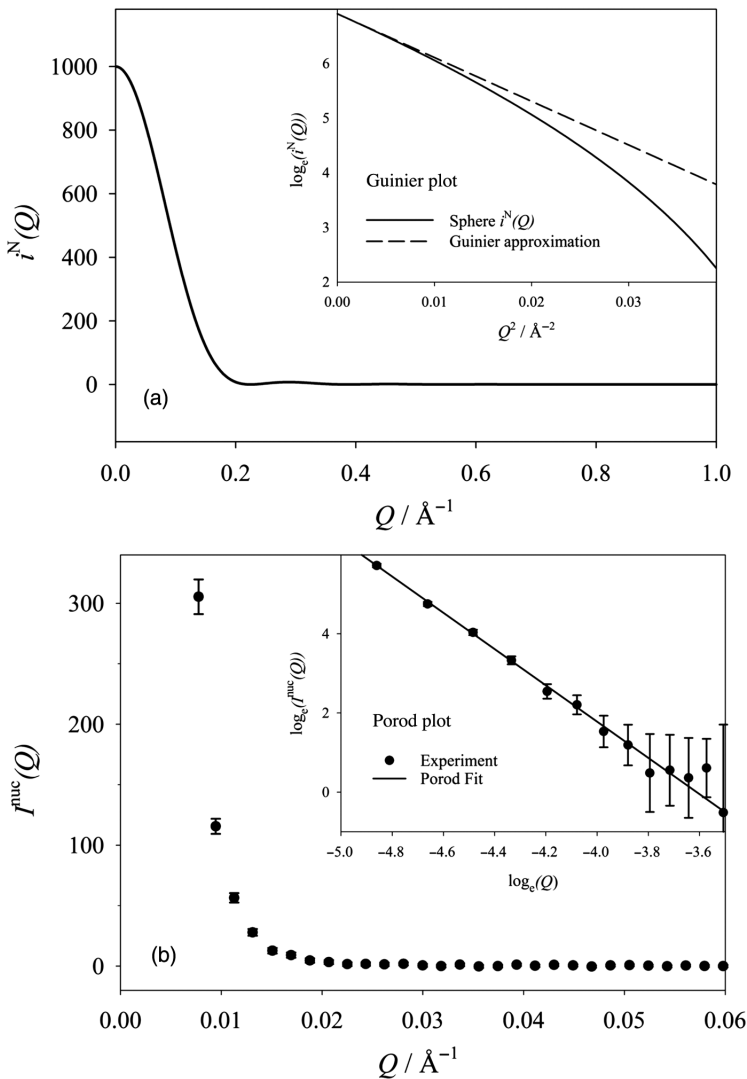 1000
800
600
400
200
0
i^N(Q)
(a)
0.0 0.2 0.4 0.6 0.8 1.0
Q / Å⁻¹
6
5
4
3
2
log_e(i^N(Q))
Guinier plot
Sphere i^N(Q)
Guinier approximation
0.00 0.01 0.02 0.03
Q² / Å⁻²
300
200
100
0
I^nuc(Q)
(b)
0.00 0.01 0.02 0.03 0.04 0.05 0.06
Q / Å⁻¹
4
2
0
log_e(I^nuc(Q))
Porod plot
Experiment
Porod Fit
−5.0 −4.8 −4.6 −4.4 −4.2 −4.0 −3.8 −3.6
log_e(Q)